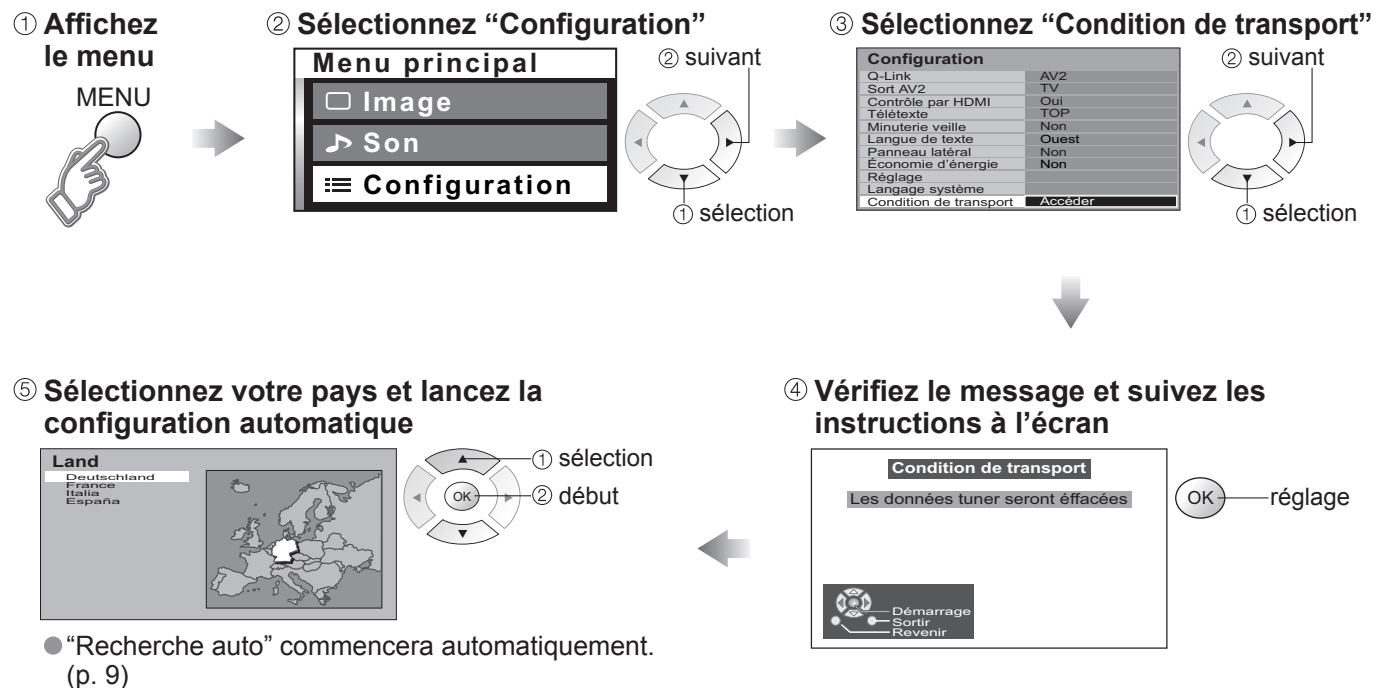 ① Affichez
le menu
MENU
② Sélectionnez “Configuration”
Menu principal
Image
Son
Configuration
② suivant
① sélection
③ Sélectionnez “Condition de transport”
Configuration
Q-Link AV2
Sort AV2 TV
Contrôle par HDMI Oui
Télétexte TOP
Minuterie veille Non
Langue de texte Ouest
Panneau latéral Non
Économie d’énergie Non
Réglage
Langage système
Condition de transport Accéder
② suivant
① sélection
④ Vérifiez le message et suivez les
instructions à l’écran
Condition de transport
Les données tuner seront éffacées
Démarrage
Sortir
Revenir
OK réglage
⑤ Sélectionnez votre pays et lancez la
configuration automatique
Land
Deutschland
France
Italia
España
① sélection
OK ② début
● “Recherche auto” commencera automatiquement.
(p. 9)